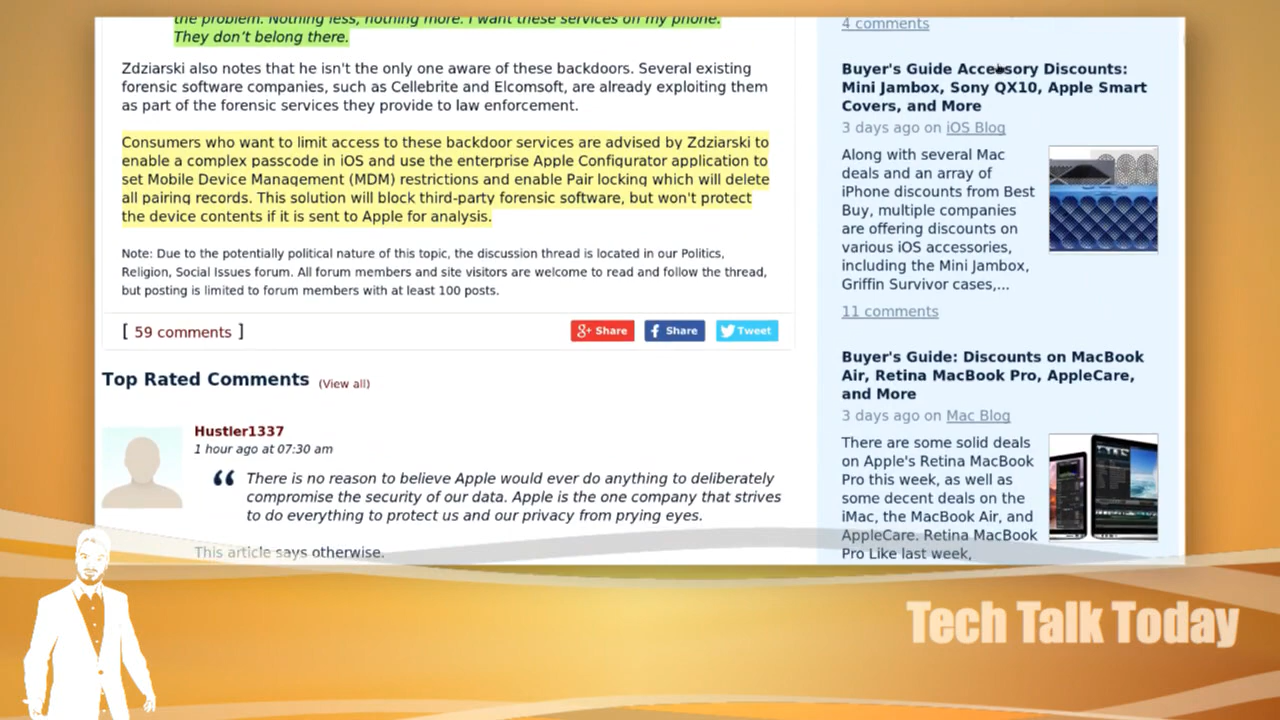 the problem. Nothing less, nothing more. I want these services off my phone.
They don't belong there.
Zdziarski also notes that he isn't the only one aware of these backdoors. Several existing
forensic software companies, such as Cellebrite and Elcomsoft, are already exploiting them
as part of the forensic services they provide to law enforcement.
Consumers who want to limit access to these backdoor services are advised by Zdziarski to
enable a complex passcode in iOS and use the enterprise Apple Configurator application to
set Mobile Device Management (MDM) restrictions and enable Pair locking which will delete
all pairing records. This solution will block third-party forensic software, but won't protect
the device contents if it is sent to Apple for analysis.
Note: Due to the potentially political nature of this topic, the discussion thread is located in our Politics,
Religion, Social Issues forum. All forum members and site visitors are welcome to read and follow the thread,
but posting is limited to forum members with at least 100 posts.
[ 59 comments ]
g+ Share
f Share
Tweet
Top Rated Comments (View all)
Hustler1337
1 hour ago at 07:30 am
“ There is no reason to believe Apple would ever do anything to deliberately
compromise the security of our data. Apple is the one company that strives
to do everything to protect us and our privacy from prying eyes.
This article says otherwise.
4 comments
Buyer's Guide Accessory Discounts:
Mini Jambox, Sony QX10, Apple Smart
Covers, and More
3 days ago on iOS Blog
Along with several Mac
deals and an array of
iPhone discounts from Best
Buy, multiple companies
are offering discounts on
various iOS accessories,
including the Mini Jambox,
Griffin Survivor cases,...
11 comments
Buyer's Guide: Discounts on MacBook
Air, Retina MacBook Pro, AppleCare,
and More
3 days ago on Mac Blog
There are some solid deals
on Apple's Retina MacBook
Pro this week, as well as
some decent deals on the
iMac, the MacBook Air, and
AppleCare. Retina MacBook
Pro Like last week,
Tech Talk Today